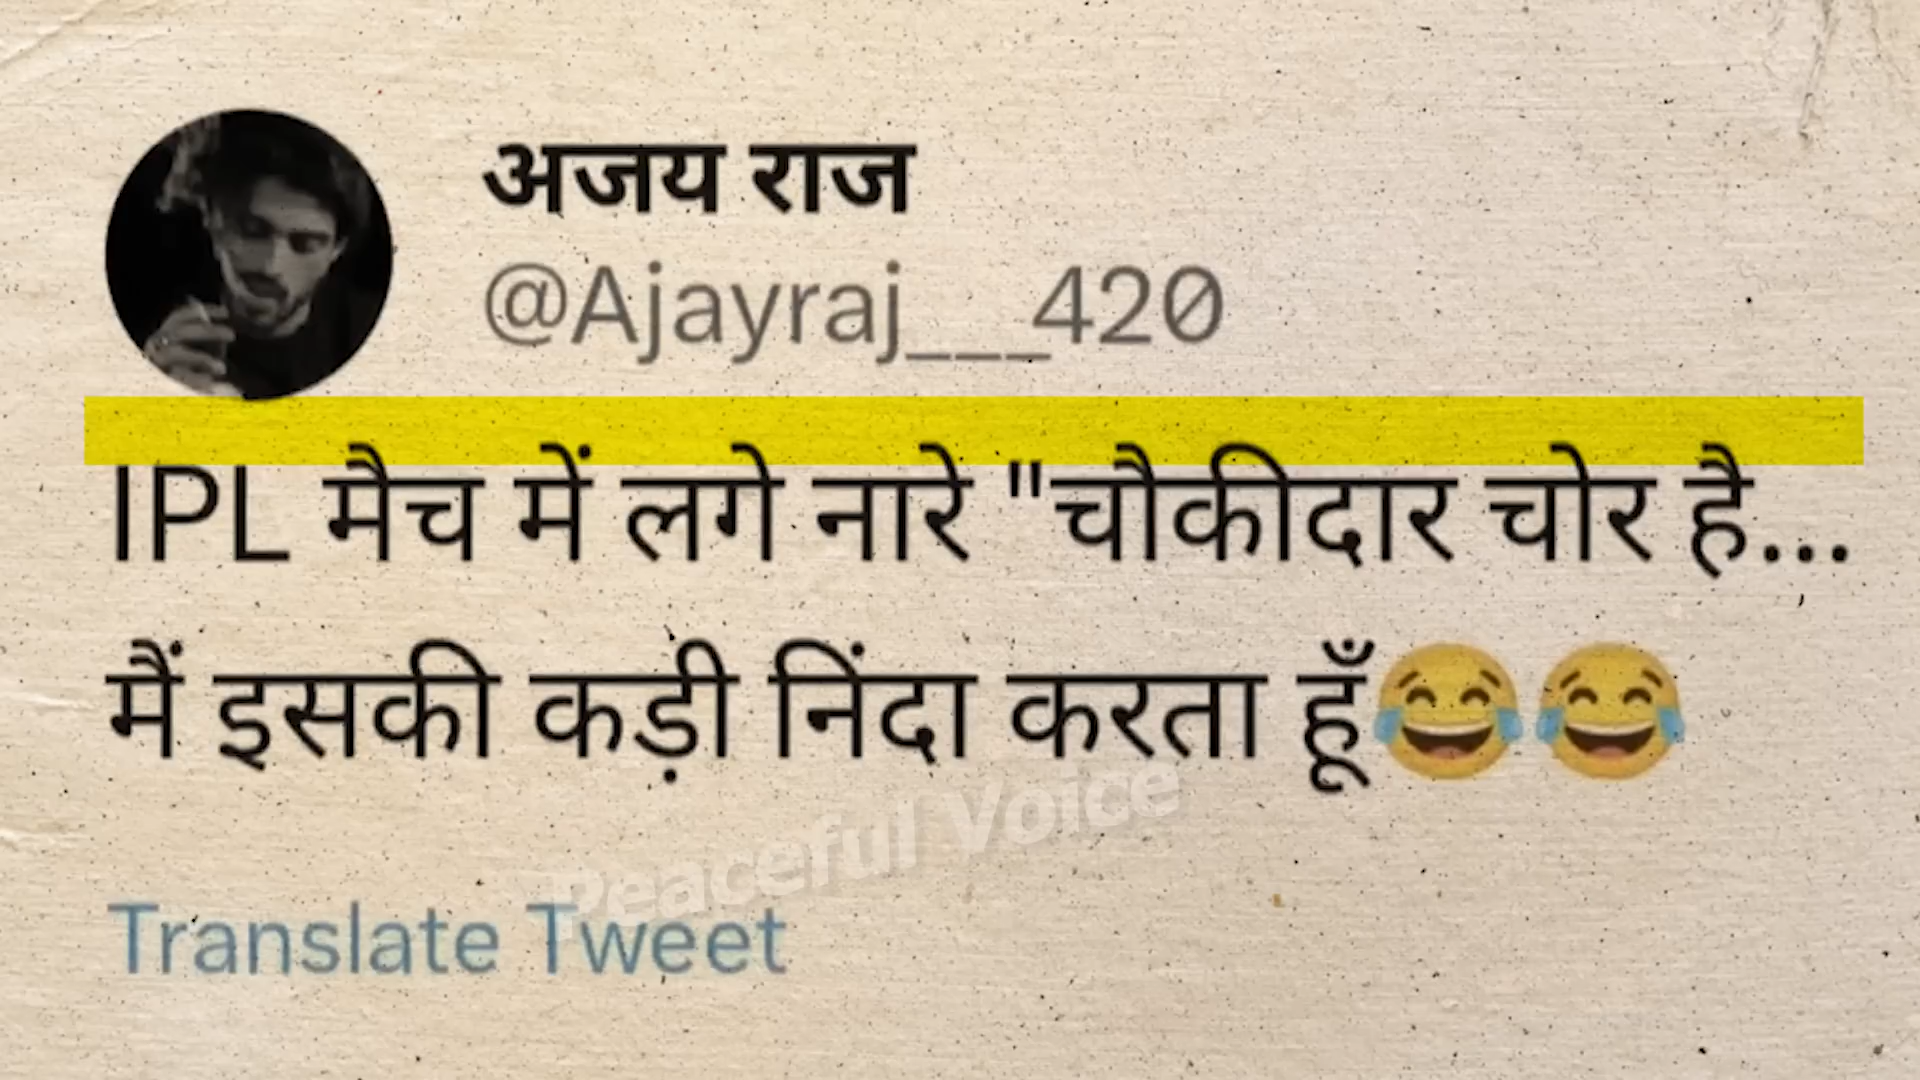 अजय राज
@Ajayraj___420
IPL मैच में लगे नारे "चौकीदार चोर है...
मैं इसकी कड़ी निंदा करता हूँ😂😂
Peaceful Voice
Translate Tweet